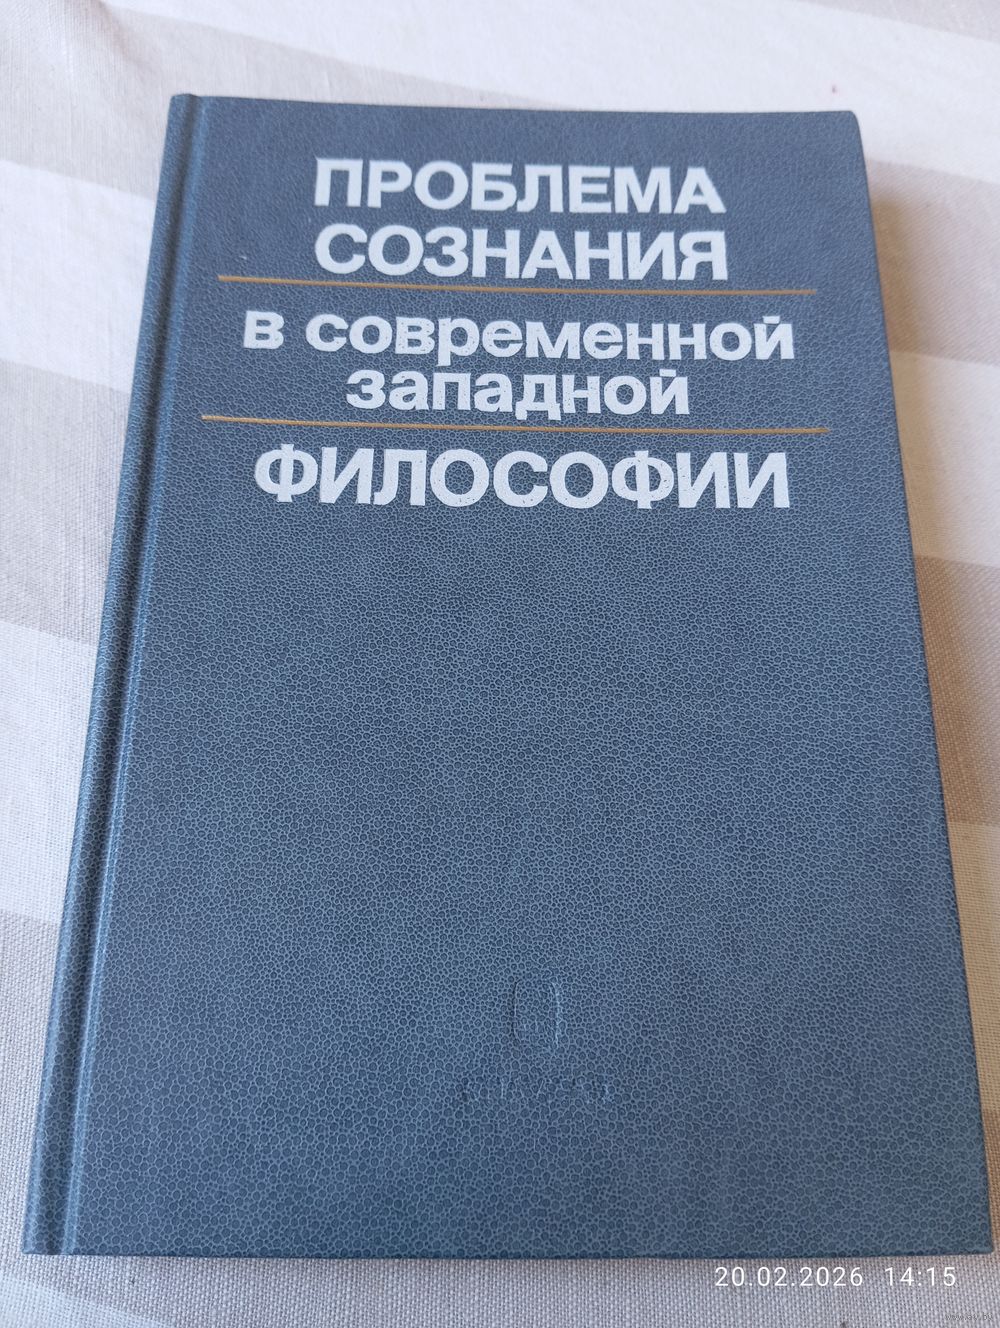 ПРОБЛЕМА
СОЗНАНИЯ
в современной
западной
ФИЛОСОФИИ
20.02.2026 14:15